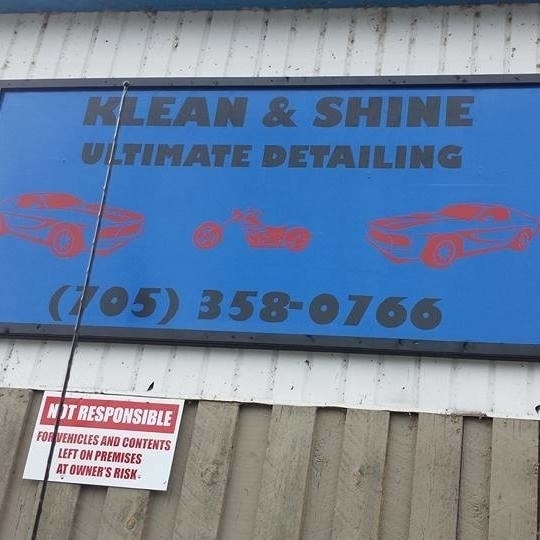 KLEAN & SHINE
ULTIMATE DETAILING
(705) 358-0766
NOT RESPONSIBLE
FOR VEHICLES AND CONTENTS
LEFT ON PREMISES
AT OWNER'S RISK